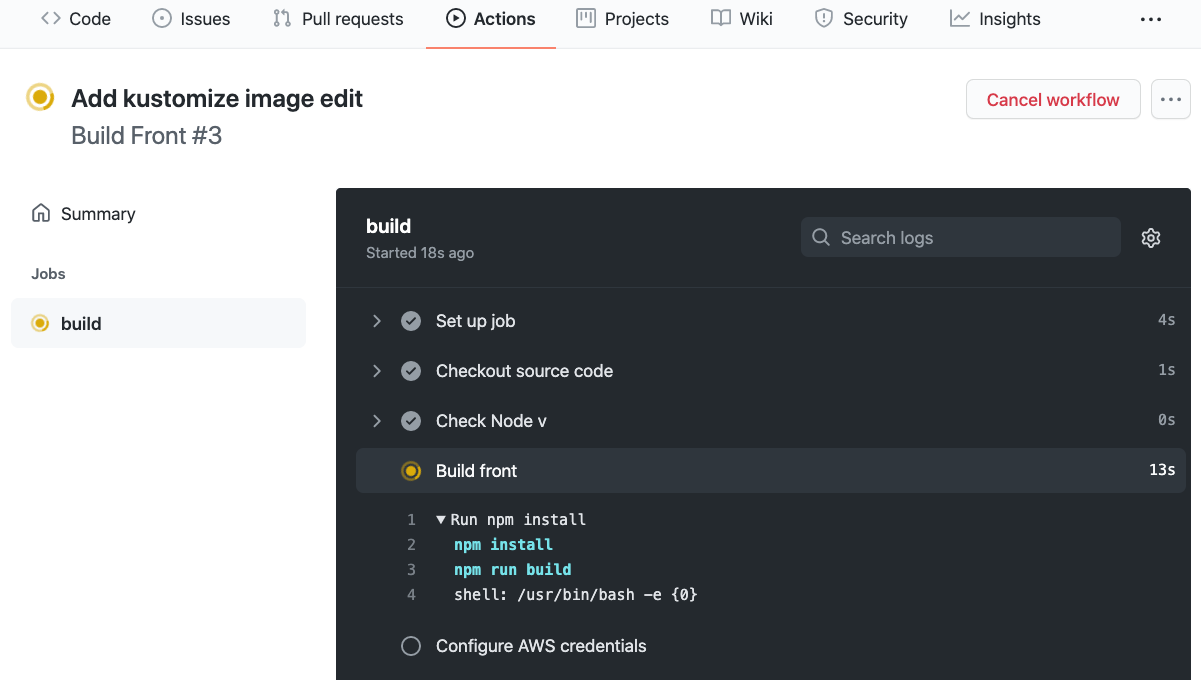 Code Issues Pull requests Actions Projects Wiki Security Insights
Add kustomize image edit
Build Front #3
Cancel workflow
Summary
Jobs
build
build
Started 18s ago
Search logs
Set up job 4s
Checkout source code 1s
Check Node v 0s
Build front 13s
1 ▼ Run npm install
2 npm install
3 npm run build
4 shell: /usr/bin/bash -e {0}
Configure AWS credentials